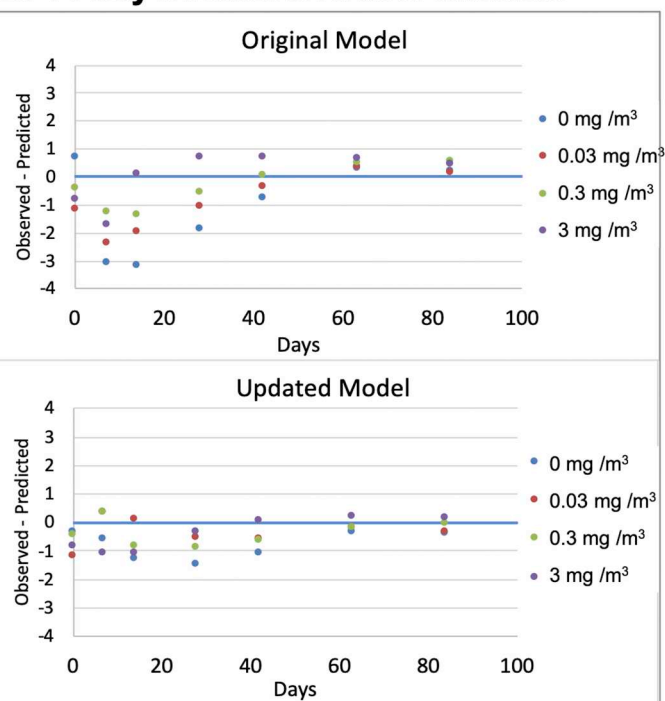 Original Model
4
3
2
1
0
-1
-2
-3
-4
Observed - Predicted
0 20 40 60 80 100
Days
0 mg /m³
0.03 mg /m³
0.3 mg /m³
3 mg /m³
Updated Model
4
3
2
1
0
-1
-2
-3
-4
Observed - Predicted
0 20 40 60 80 100
Days
0 mg /m³
0.03 mg /m³
0.3 mg /m³
3 mg /m³